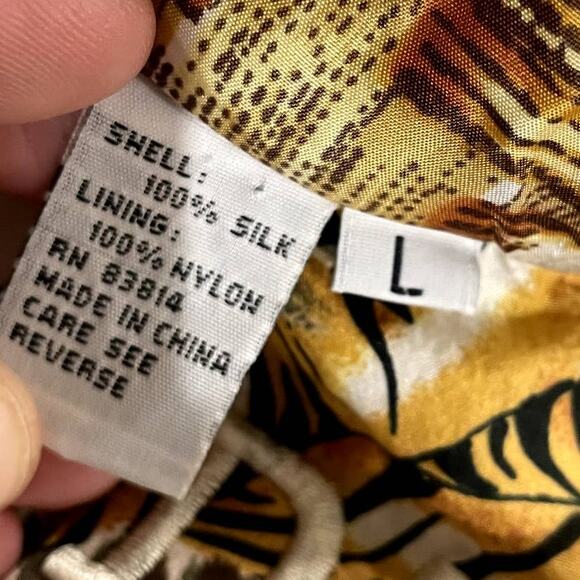 SHELL:
100% SILK
LINING:
100% NYLON
RN 83814
MADE IN CHINA
CARE SEE
REVERSE
L